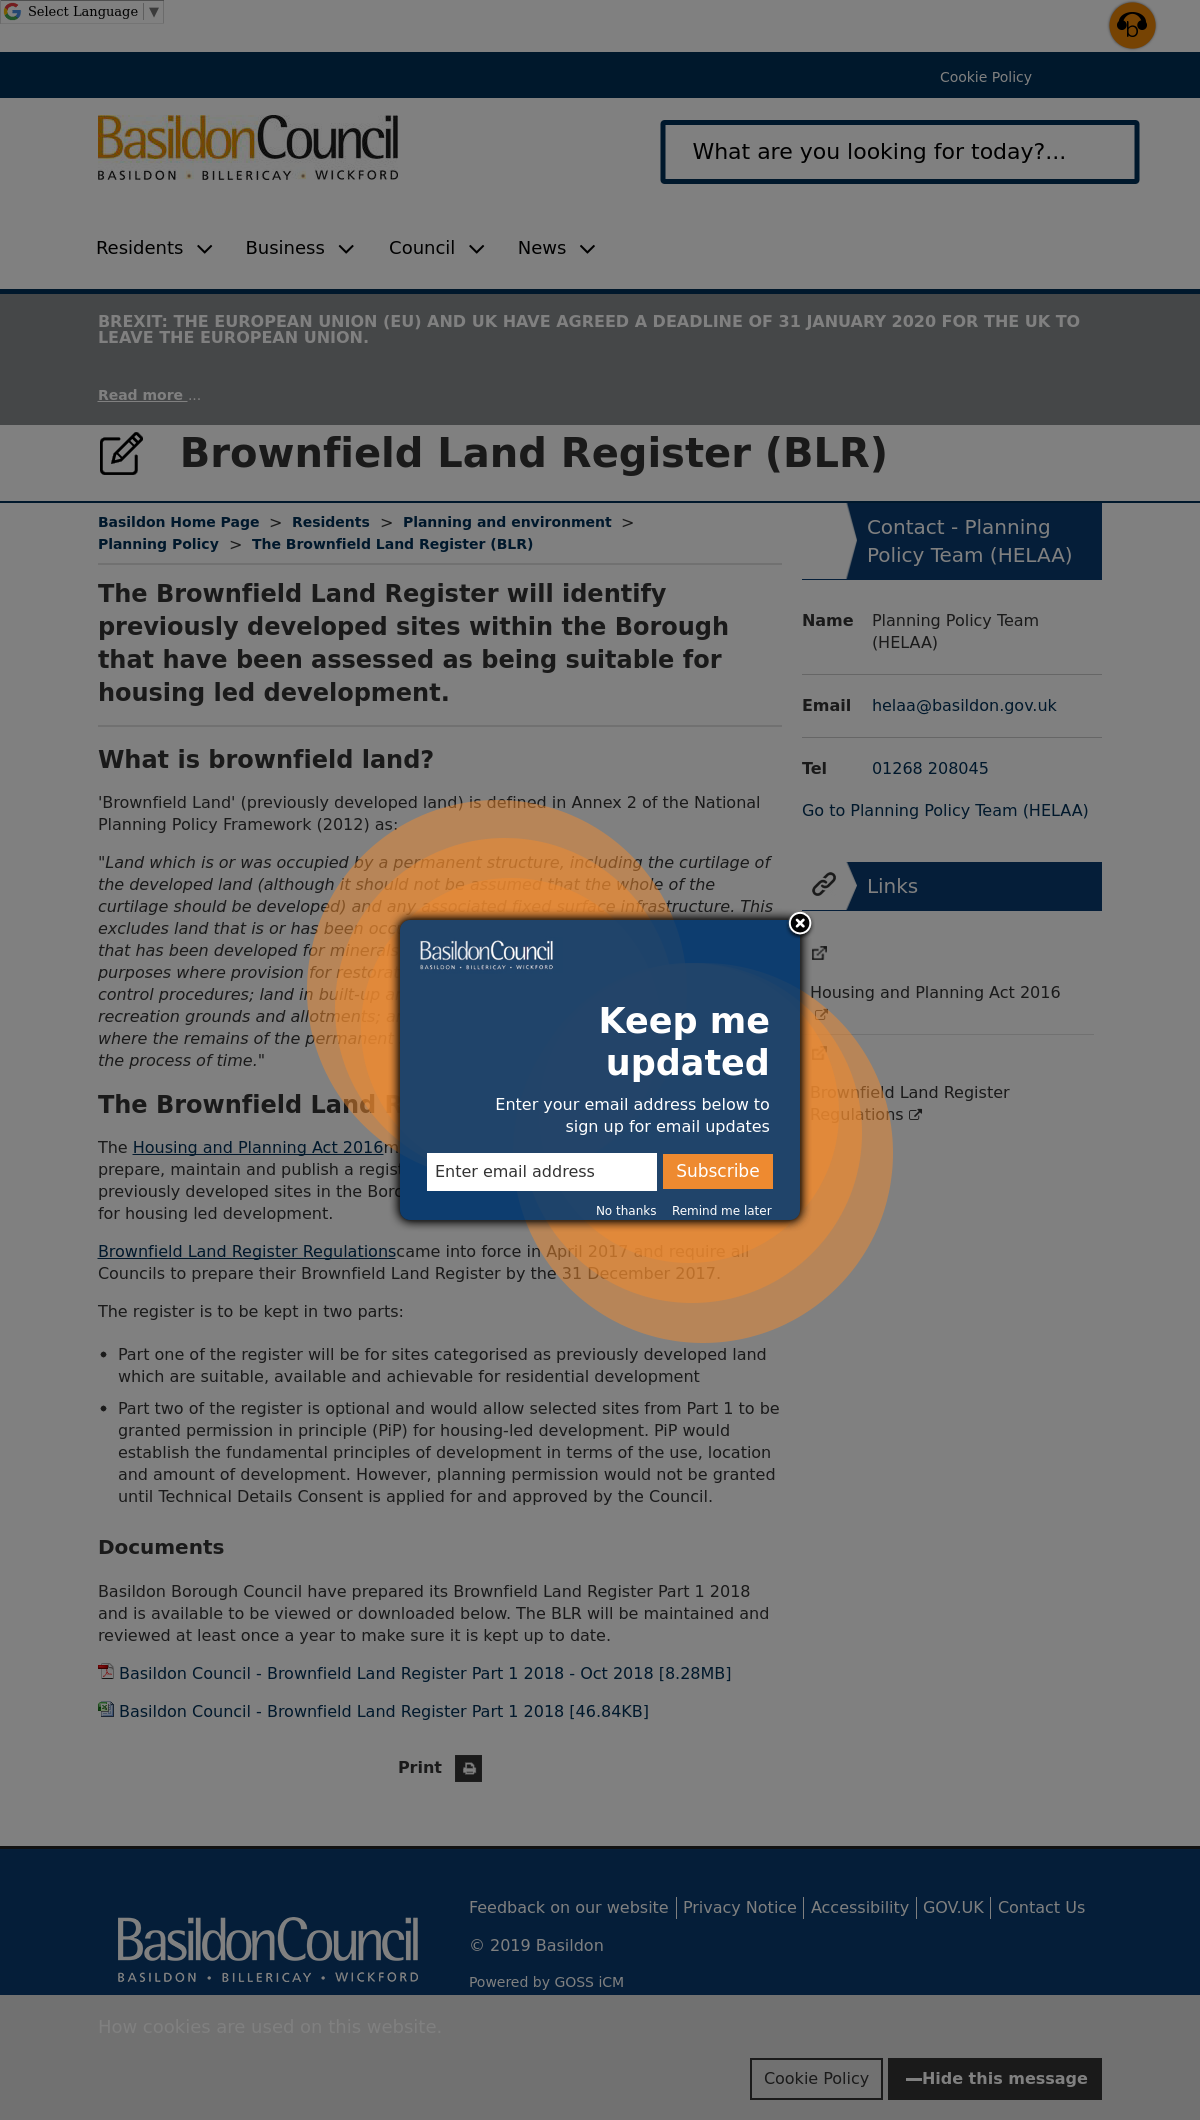 Select Language ▼
Cookie Policy
BasildonCouncil
BASILDON • BILLERICAY • WICKFORD
What are you looking for today?...
Residents Business Council News
BREXIT: THE EUROPEAN UNION (EU) AND UK HAVE AGREED A DEADLINE OF 31 JANUARY 2020 FOR THE UK TO
LEAVE THE EUROPEAN UNION.
Read more ...
Brownfield Land Register (BLR)
Basildon Home Page > Residents > Planning and environment >
Planning Policy > The Brownfield Land Register (BLR)
The Brownfield Land Register will identify
previously developed sites within the Borough
that have been assessed as being suitable for
housing led development.
What is brownfield land?
'Brownfield Land' (previously developed land) is defined in Annex 2 of the National
Planning Policy Framework (2012) as:
"Land which is or was occupied by a permanent structure, including the curtilage of
the developed land (although it should not be assumed that the whole of the
curtilage should be developed) and any associated fixed surface infrastructure. This
excludes land that is or has been
that has been developed for minerals
purposes where provision for
control procedures; land in built-up
recreation grounds and allotments;
where the remains of the permanent
the process of time."
The Brownfield Land
The Housing and Planning Act 2016
prepare, maintain and publish a
previously developed sites in the
for housing led development.
Brownfield Land Register Regulationscame into force in April 2017 and require all
Councils to prepare their Brownfield Land Register by the 31 December 2017.
The register is to be kept in two parts:
• Part one of the register will be for sites categorised as previously developed land
which are suitable, available and achievable for residential development
• Part two of the register is optional and would allow selected sites from Part 1 to be
granted permission in principle (PiP) for housing-led development. PiP would
establish the fundamental principles of development in terms of the use, location
and amount of development. However, planning permission would not be granted
until Technical Details Consent is applied for and approved by the Council.
Documents
Basildon Borough Council have prepared its Brownfield Land Register Part 1 2018
and is available to be viewed or downloaded below. The BLR will be maintained and
reviewed at least once a year to make sure it is kept up to date.
Basildon Council - Brownfield Land Register Part 1 2018 - Oct 2018 [8.28MB]
Basildon Council - Brownfield Land Register Part 1 2018 [46.84KB]
Print
Contact - Planning
Policy Team (HELAA)
Name Planning Policy Team
(HELAA)
Email helaa@basildon.gov.uk
Tel 01268 208045
Go to Planning Policy Team (HELAA)
Links
Housing and Planning Act 2016
Brownfield Land Register
Regulations
BasildonCouncil
BASILDON • BILLERICAY • WICKFORD
Keep me
updated
Enter your email address below to
sign up for email updates
Enter email address Subscribe
No thanks Remind me later
Feedback on our website Privacy Notice Accessibility GOV.UK Contact Us
© 2019 Basildon
Powered by GOSS iCM
BasildonCouncil
BASILDON • BILLERICAY • WICKFORD
How cookies are used on this website.
Cookie Policy —Hide this message